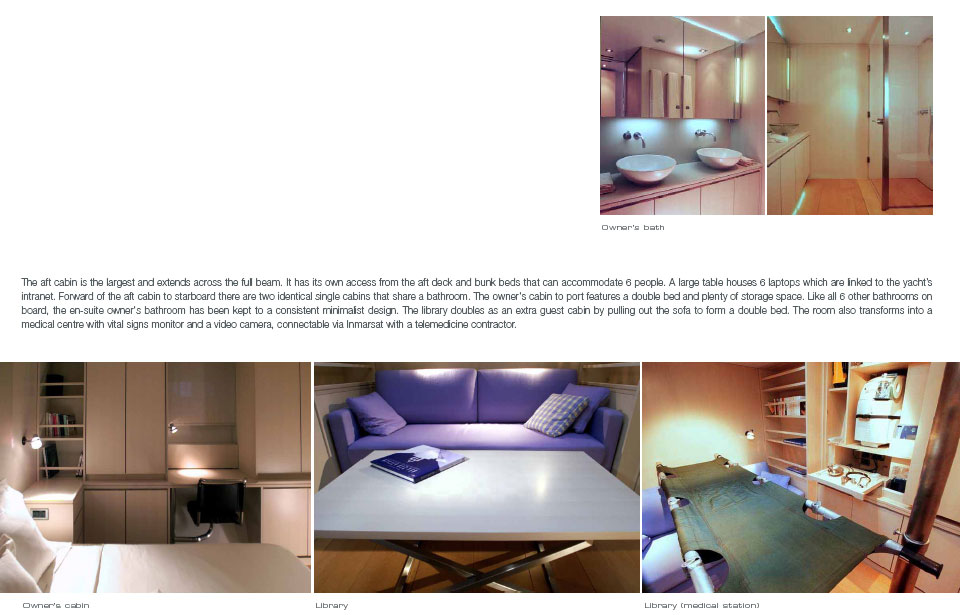 Owner's bath
The aft cabin is the largest and extends across the full beam. It has its own access from the aft deck and bunk beds that can accommodate 6 people. A large table houses 6 laptops which are linked to the yacht's
intranet. Forward of the aft cabin to starboard there are two identical single cabins that share a bathroom. The owner's cabin to port features a double bed and plenty of storage space. Like all 6 other bathrooms on
board, the en-suite owner's bathroom has been kept to a consistent minimalist design. The library doubles as an extra guest cabin by pulling out the sofa to form a double bed. The room also transforms into a
medical centre with vital signs monitor and a video camera, connectable via Inmarsat with a telemedicine contractor.
Owner's cabin
Library
Library (medical station)